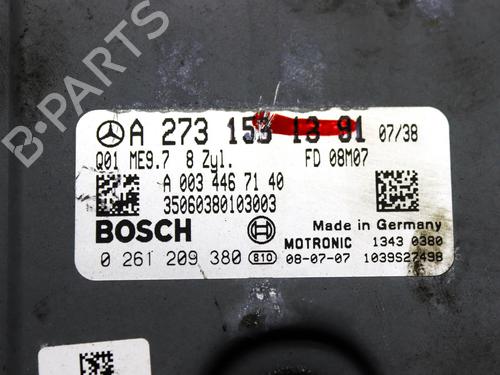 B-PARTS
A 273 153 13 91 07/38
Q01 ME9.7 8 Zyl. FD 08M07
A 003 446 71 40
35060380103003
BOSCH
Made in Germany
MOTRONIC 1343 0380
0 261 209 380 810 08-07-07 1039S27498